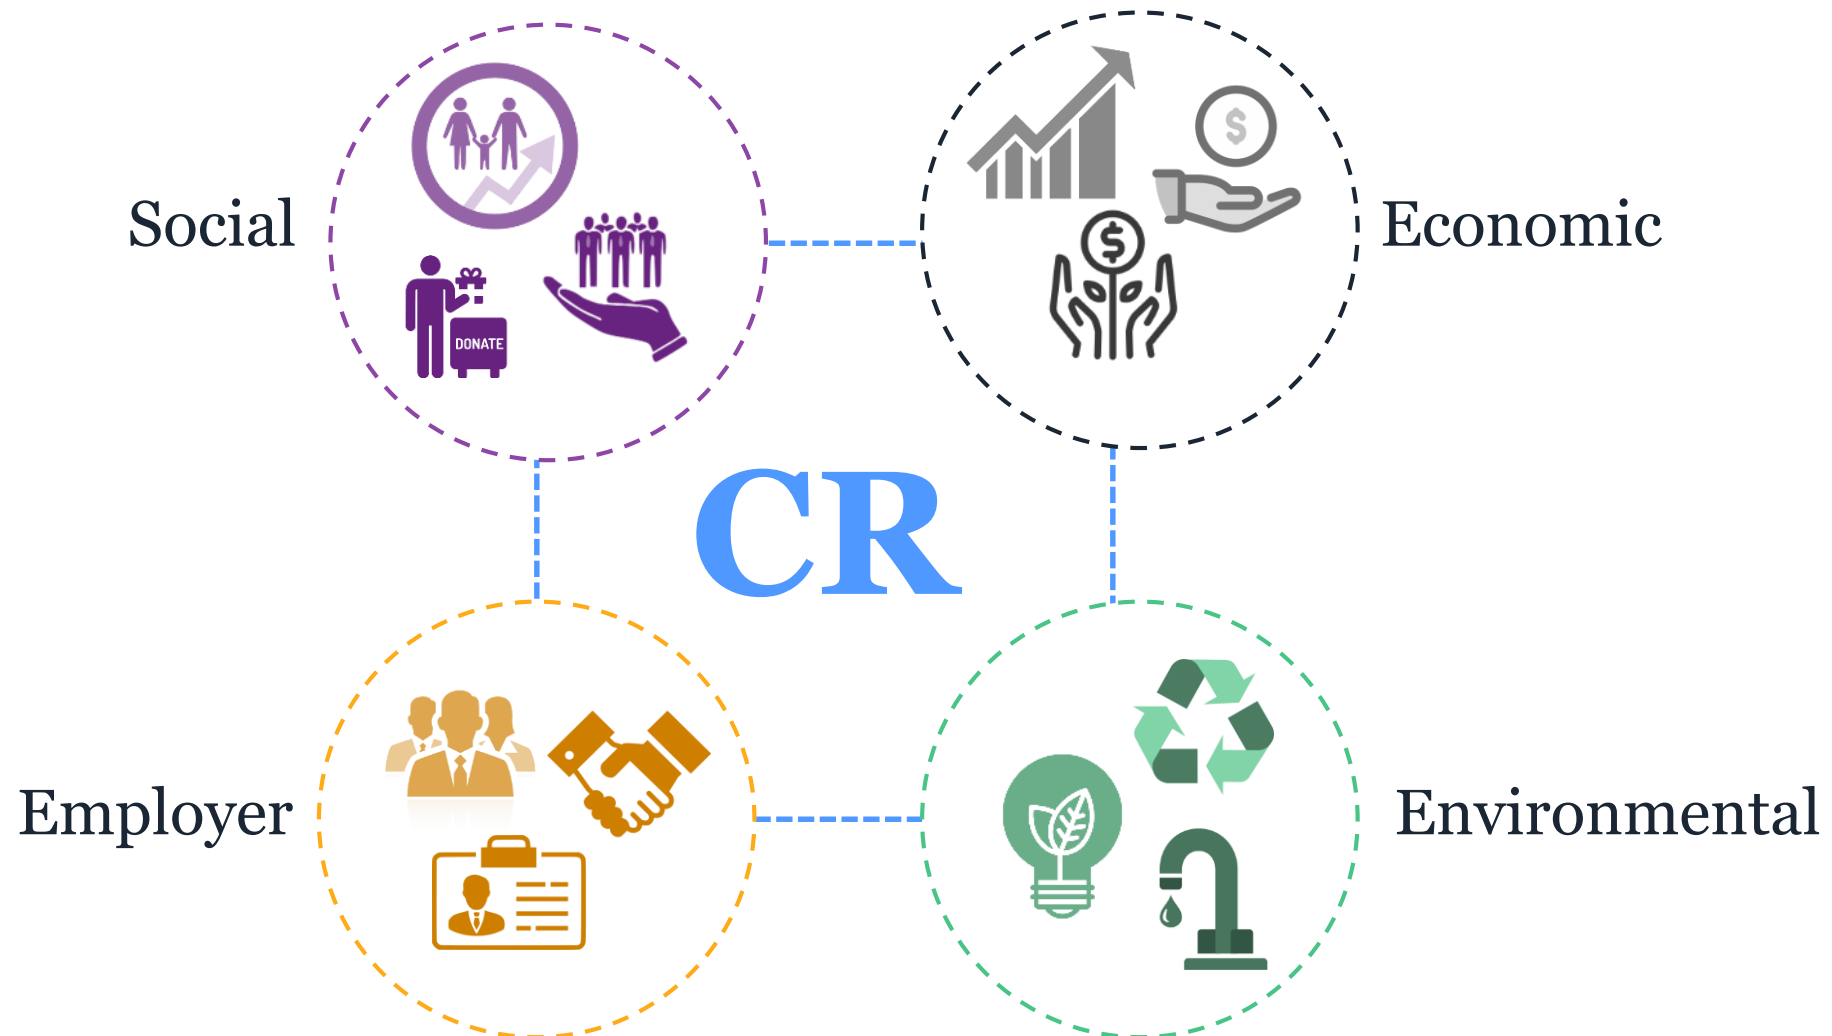 Social
Economic
$
$
DONATE
CR
Employer
Environmental